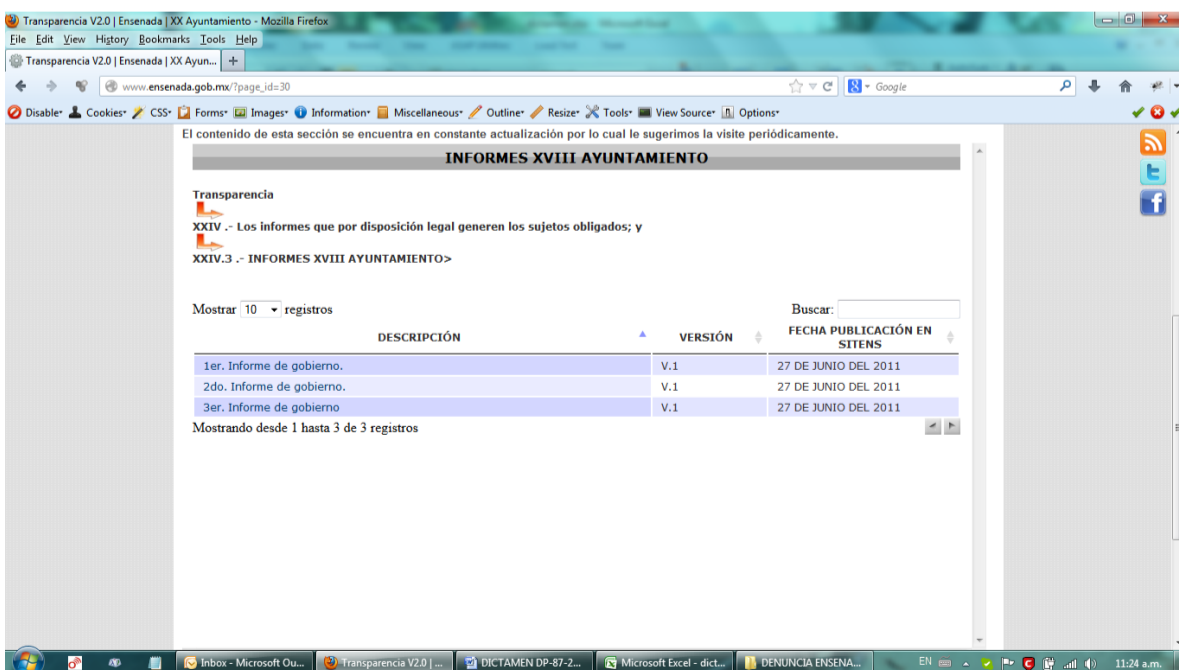 Transparencia V2.0 | Ensenada | XX Ayuntamiento - Mozilla Firefox
File Edit View History Bookmarks Tools Help
Transparencia V2.0 | Ensenada | XX Ayun... +
www.ensenada.gob.mx/?page_id=30 Google
Disable Cookies CSS Forms Images Information Miscellaneous Outline Resize Tools View Source Options
El contenido de esta sección se encuentra en constante actualización por lo cual le sugerimos la visite periódicamente.
INFORMES XVIII AYUNTAMIENTO
Transparencia
XXIV .- Los informes que por disposición legal generen los sujetos obligados; y
XXIV.3 .- INFORMES XVIII AYUNTAMIENTO>
Mostrar 10 registros Buscar:
DESCRIPCIÓN VERSIÓN FECHA PUBLICACIÓN EN SITENS
1er. Informe de gobierno. V.1 27 DE JUNIO DEL 2011
2do. Informe de gobierno. V.1 27 DE JUNIO DEL 2011
3er. Informe de gobierno V.1 27 DE JUNIO DEL 2011
Mostrando desde 1 hasta 3 de 3 registros
Inbox - Microsoft Ou... Transparencia V2.0 | ... DICTAMEN DP-87-2... Microsoft Excel - dict... DENUNCIA ENSENA... EN 11:24 a.m.